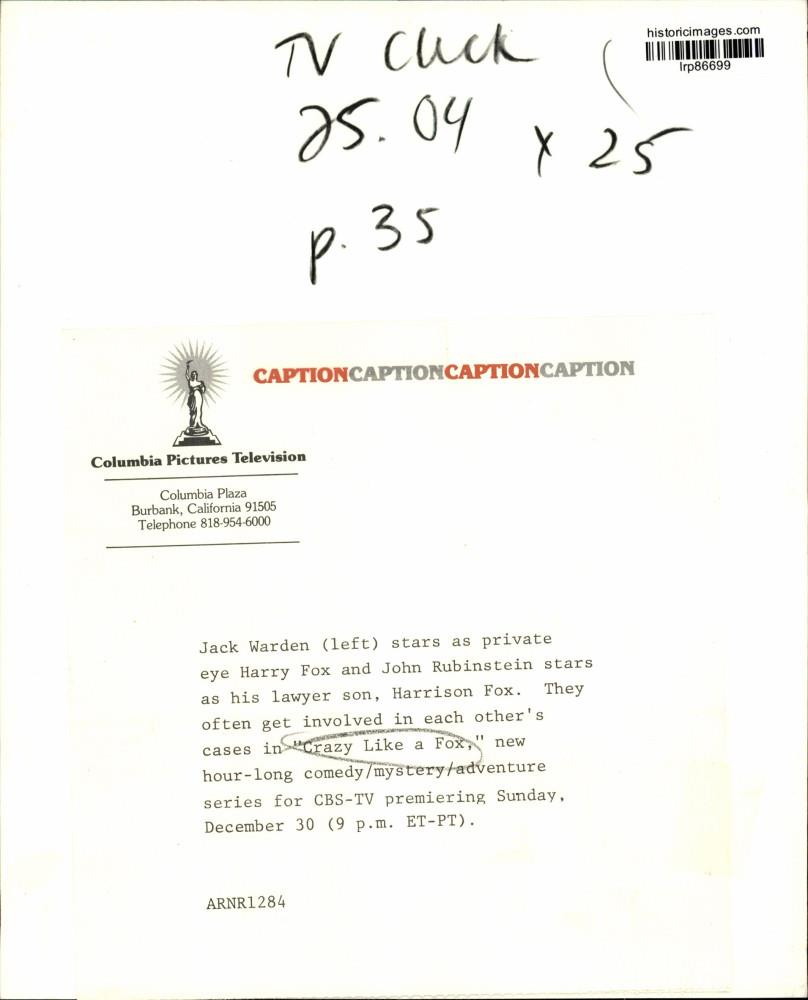 historicimages.com
lrp86699
TV Click
25.04 x 25
p. 35
CAPTIONCAPTIONCAPTIONCAPTION
Columbia Pictures Television
Columbia Plaza
Burbank, California 91505
Telephone 818-954-6000
Jack Warden (left) stars as private
eye Harry Fox and John Rubinstein stars
as his lawyer son, Harrison Fox. They
often get involved in each other's
cases in "Crazy Like a Fox," new
hour-long comedy/mystery/adventure
series for CBS-TV premiering Sunday,
December 30 (9 p.m. ET-PT).
ARNR1284